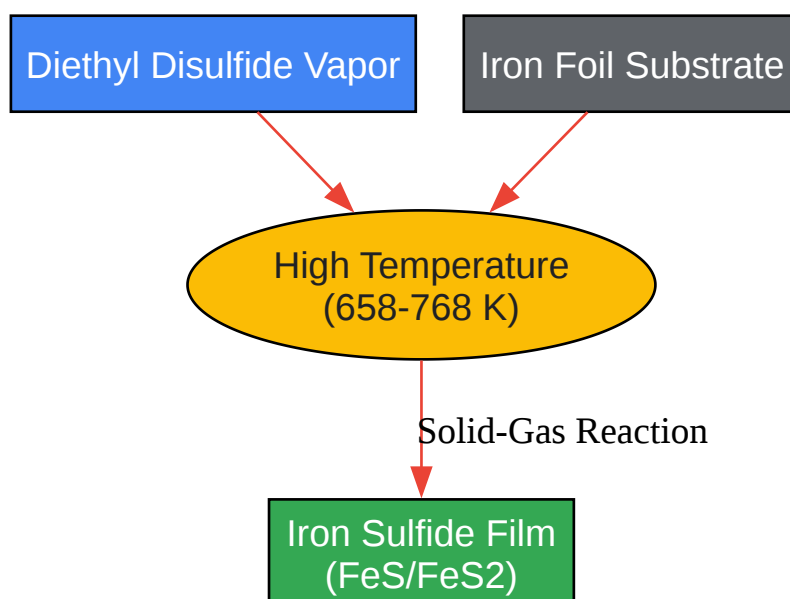 Diethyl Disulfide Vapor
Iron Foil Substrate
High Temperature
(658-768 K)
Solid-Gas Reaction
Iron Sulfide Film
(FeS/FeS2)